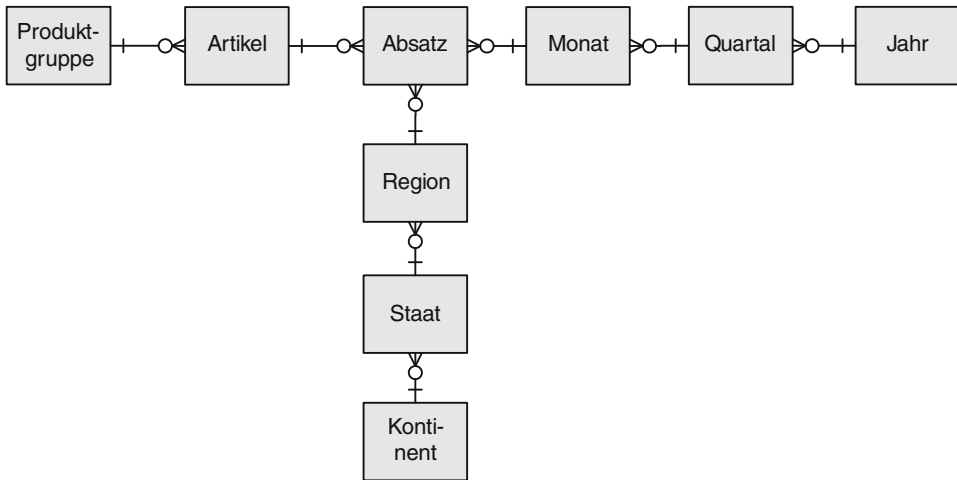 Produkt-
gruppe
Artikel
Absatz
Monat
Quartal
Jahr
Region
Staat
Konti-
nent